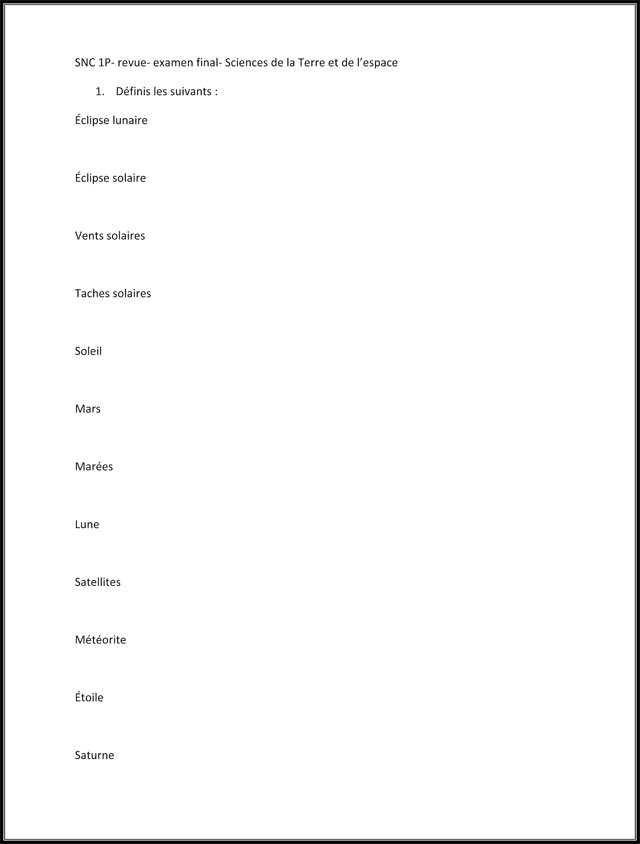 SNC 1P- revue- examen final- Sciences de la Terre et de l’espace
1. Définis les suivants :
Éclipse lunaire
Éclipse solaire
Vents solaires
Taches solaires
Soleil
Mars
Marées
Lune
Satellites
Météorite
Étoile
Saturne